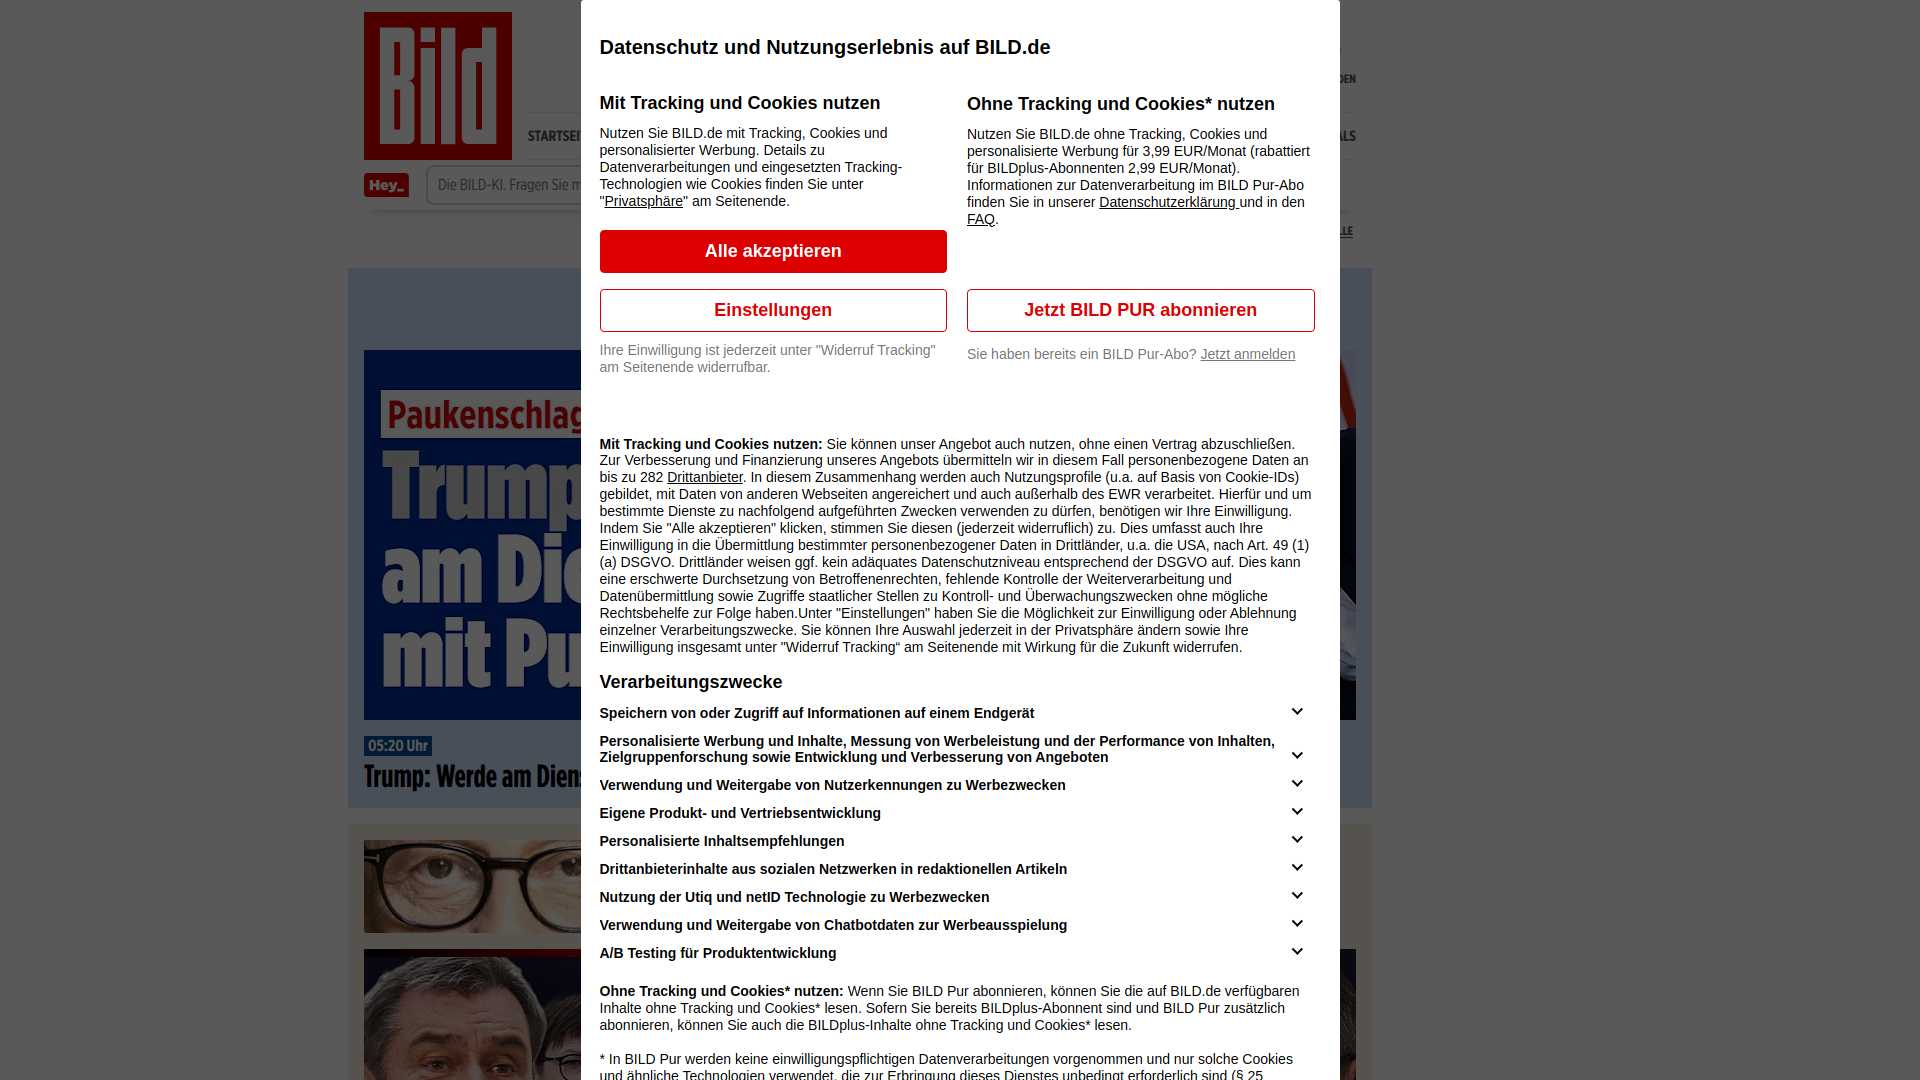 Bild
Datenschutz und Nutzungserlebnis auf BILD.de
Mit Tracking und Cookies nutzen
Nutzen Sie BILD.de mit Tracking, Cookies und
personalisierter Werbung. Details zu
Datenverarbeitungen und eingesetzten Tracking-
Technologien wie Cookies finden Sie unter
"Privatsphäre" am Seitenende.
Alle akzeptieren
Einstellungen
Ihre Einwilligung ist jederzeit unter "Widerruf Tracking"
am Seitenende widerrufbar.
Ohne Tracking und Cookies* nutzen
Nutzen Sie BILD.de ohne Tracking, Cookies und
personalisierte Werbung für 3,99 EUR/Monat (rabattiert
für BILDplus-Abonnenten 2,99 EUR/Monat).
Informationen zur Datenverarbeitung im BILD Pur-Abo
finden Sie in unserer Datenschutzerklärung und in den
FAQ.
Jetzt BILD PUR abonnieren
Sie haben bereits ein BILD Pur-Abo? Jetzt anmelden
Mit Tracking und Cookies nutzen: Sie können unser Angebot auch nutzen, ohne einen Vertrag abzuschließen.
Zur Verbesserung und Finanzierung unseres Angebots übermitteln wir in diesem Fall personenbezogene Daten an
bis zu 282 Drittanbieter. In diesem Zusammenhang werden auch Nutzungsprofile (u.a. auf Basis von Cookie-IDs)
gebildet, mit Daten von anderen Webseiten angereichert und auch außerhalb des EWR verarbeitet. Hierfür und um
bestimmte Dienste zu nachfolgend aufgeführten Zwecken verwenden zu dürfen, benötigen wir Ihre Einwilligung.
Indem Sie "Alle akzeptieren" klicken, stimmen Sie diesen (jederzeit widerruflich) zu. Dies umfasst auch Ihre
Einwilligung in die Übermittlung bestimmter personenbezogener Daten in Drittländer, u.a. die USA, nach Art. 49 (1)
(a) DSGVO. Drittländer weisen ggf. kein adäquates Datenschutzniveau entsprechend der DSGVO auf. Dies kann
eine erschwerte Durchsetzung von Betroffenenrechten, fehlende Kontrolle der Weiterverarbeitung und
Datenübermittlung sowie Zugriffe staatlicher Stellen zu Kontroll- und Überwachungszwecken ohne mögliche
Rechtsbehelfe zur Folge haben.Unter "Einstellungen" haben Sie die Möglichkeit zur Einwilligung oder Ablehnung
einzelner Verarbeitungszwecke. Sie können Ihre Auswahl jederzeit in der Privatsphäre ändern sowie Ihre
Einwilligung insgesamt unter "Widerruf Tracking“ am Seitenende mit Wirkung für die Zukunft widerrufen.
Verarbeitungszwecke
Speichern von oder Zugriff auf Informationen auf einem Endgerät
Personalisierte Werbung und Inhalte, Messung von Werbeleistung und der Performance von Inhalten,
Zielgruppenforschung sowie Entwicklung und Verbesserung von Angeboten
Verwendung und Weitergabe von Nutzerkennungen zu Werbezwecken
Eigene Produkt- und Vertriebsentwicklung
Personalisierte Inhaltsempfehlungen
Drittanbieterinhalte aus sozialen Netzwerken in redaktionellen Artikeln
Nutzung der Utiq und netID Technologie zu Werbezwecken
Verwendung und Weitergabe von Chatbotdaten zur Werbeausspielung
A/B Testing für Produktentwicklung
Ohne Tracking und Cookies* nutzen: Wenn Sie BILD Pur abonnieren, können Sie die auf BILD.de verfügbaren
Inhalte ohne Tracking und Cookies* lesen. Sofern Sie bereits BILDplus-Abonnent sind und BILD Pur zusätzlich
abonnieren, können Sie auch die BILDplus-Inhalte ohne Tracking und Cookies* lesen.
* In BILD Pur werden keine einwilligungspflichtigen Datenverarbeitungen vorgenommen und nur solche Cookies
und ähnliche Technologien verwendet, die zur Erbringung dieses Dienstes unbedingt erforderlich sind (§ 25
STARTSEI
Hey_
Die BILD-KI. Fragen Sie m
Paukenschlag
Trump
am Die
mit Pu
05:20 Uhr
Trump: Werde am Diens
DEN
ALS
LLE